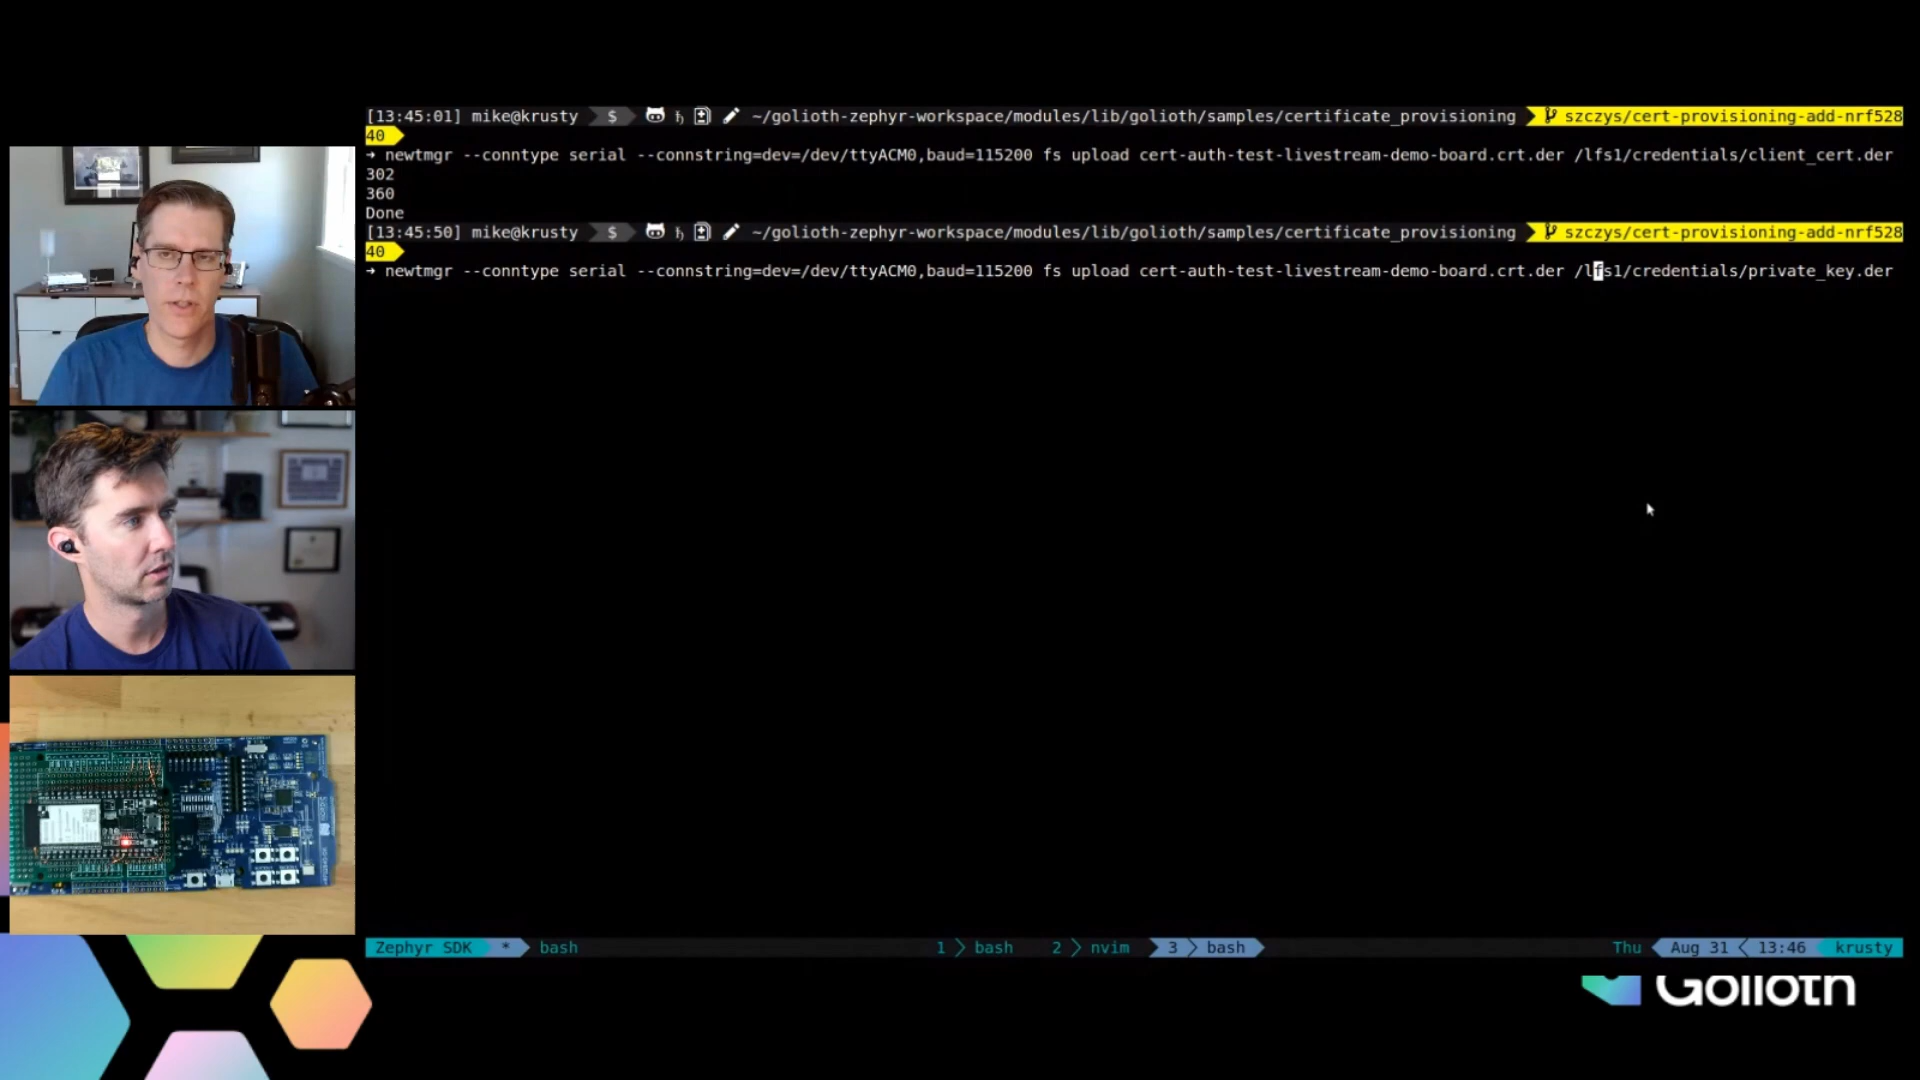 [13:45:01] mike@krusty $ ~/golioth-zephyr-workspace/modules/lib/golioth/samples/certificate_provisioning szczys/cert-provisioning-add-nrf528
40
➜ newtmgr --conntype serial --connstring=dev=/dev/ttyACM0,baud=115200 fs upload cert-auth-test-livestream-demo-board.crt.der /lfs1/credentials/client_cert.der
302
360
Done
[13:45:50] mike@krusty $ ~/golioth-zephyr-workspace/modules/lib/golioth/samples/certificate_provisioning szczys/cert-provisioning-add-nrf528
40
➜ newtmgr --conntype serial --connstring=dev=/dev/ttyACM0,baud=115200 fs upload cert-auth-test-livestream-demo-board.crt.der /lfs1/credentials/private_key.der
Zephyr SDK * bash 1 bash 2 nvim 3 bash Thu Aug 31 13:46 krusty
Golioth